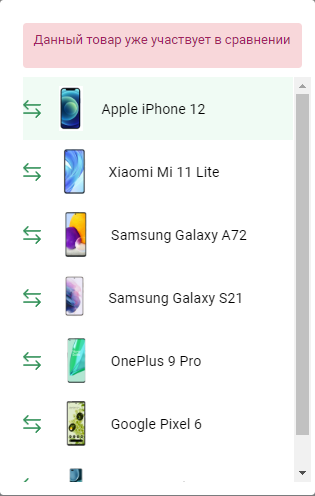 Данный товар уже участвует в сравнении
Apple iPhone 12
Xiaomi Mi 11 Lite
Samsung Galaxy A72
Samsung Galaxy S21
OnePlus 9 Pro
Google Pixel 6